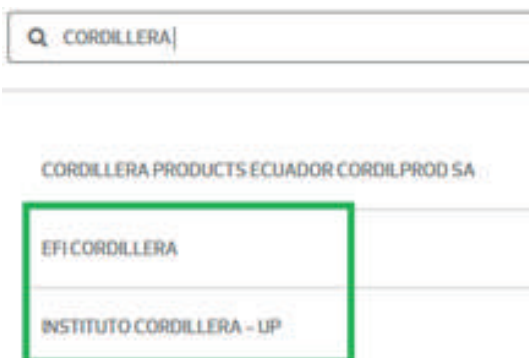 CORDILLERA
CORDILLERA PRODUCTS ECUADOR CORDILPROD SA
EFI CORDILLERA
INSTITUTO CORDILLERA - UP